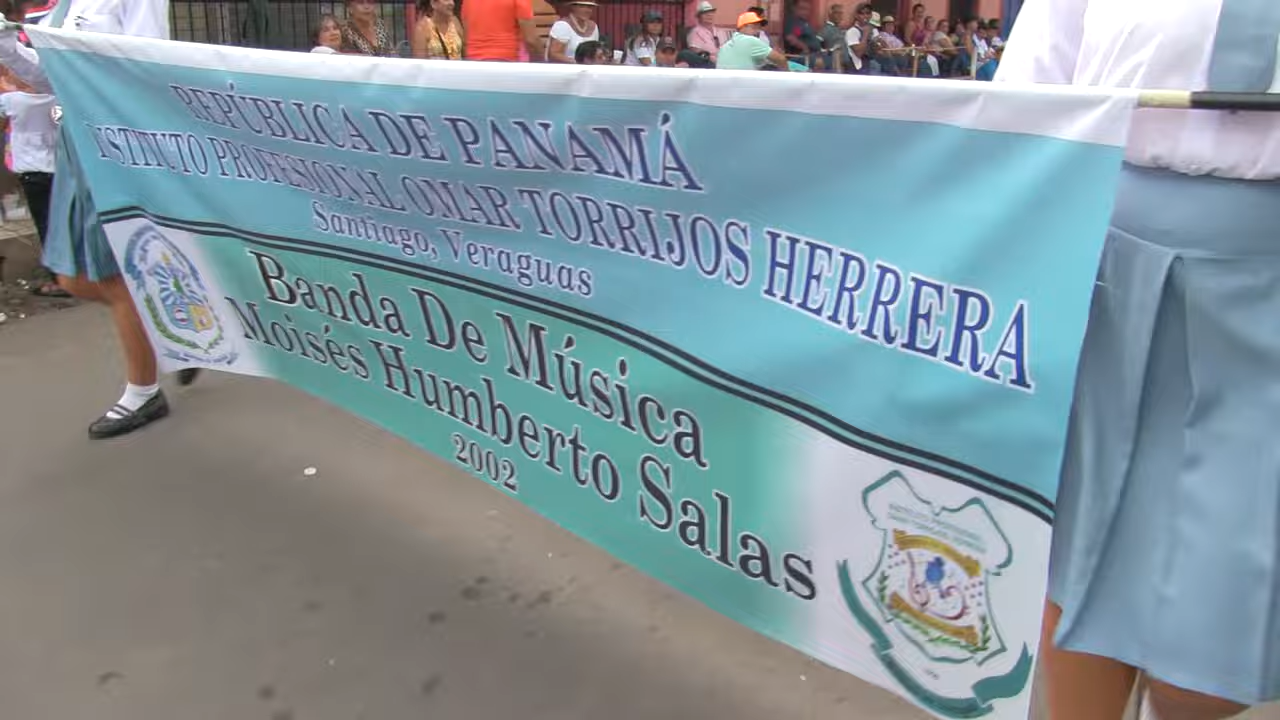 REPÚBLICA DE PANAMÁ
INSTITUTO PROFESIONAL OMAR TORRIJOS HERRERA
Santiago, Veraguas
Banda De Música
Moisés Humberto Salas
2002